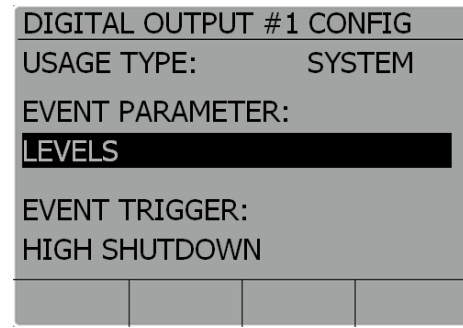 DIGITAL OUTPUT #1 CONFIG
USAGE TYPE: SYSTEM
EVENT PARAMETER:
LEVELS
EVENT TRIGGER:
HIGH SHUTDOWN